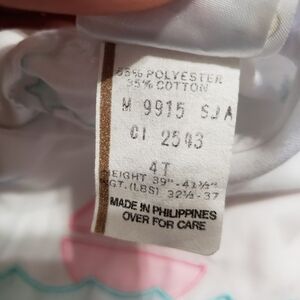 65% POLYESTER
35% COTTON
M 9915 SJA
CI 2543
4T
HEIGHT 39"-41½"
WGT.(LBS) 32½-37
MADE IN PHILIPPINES
OVER FOR CARE